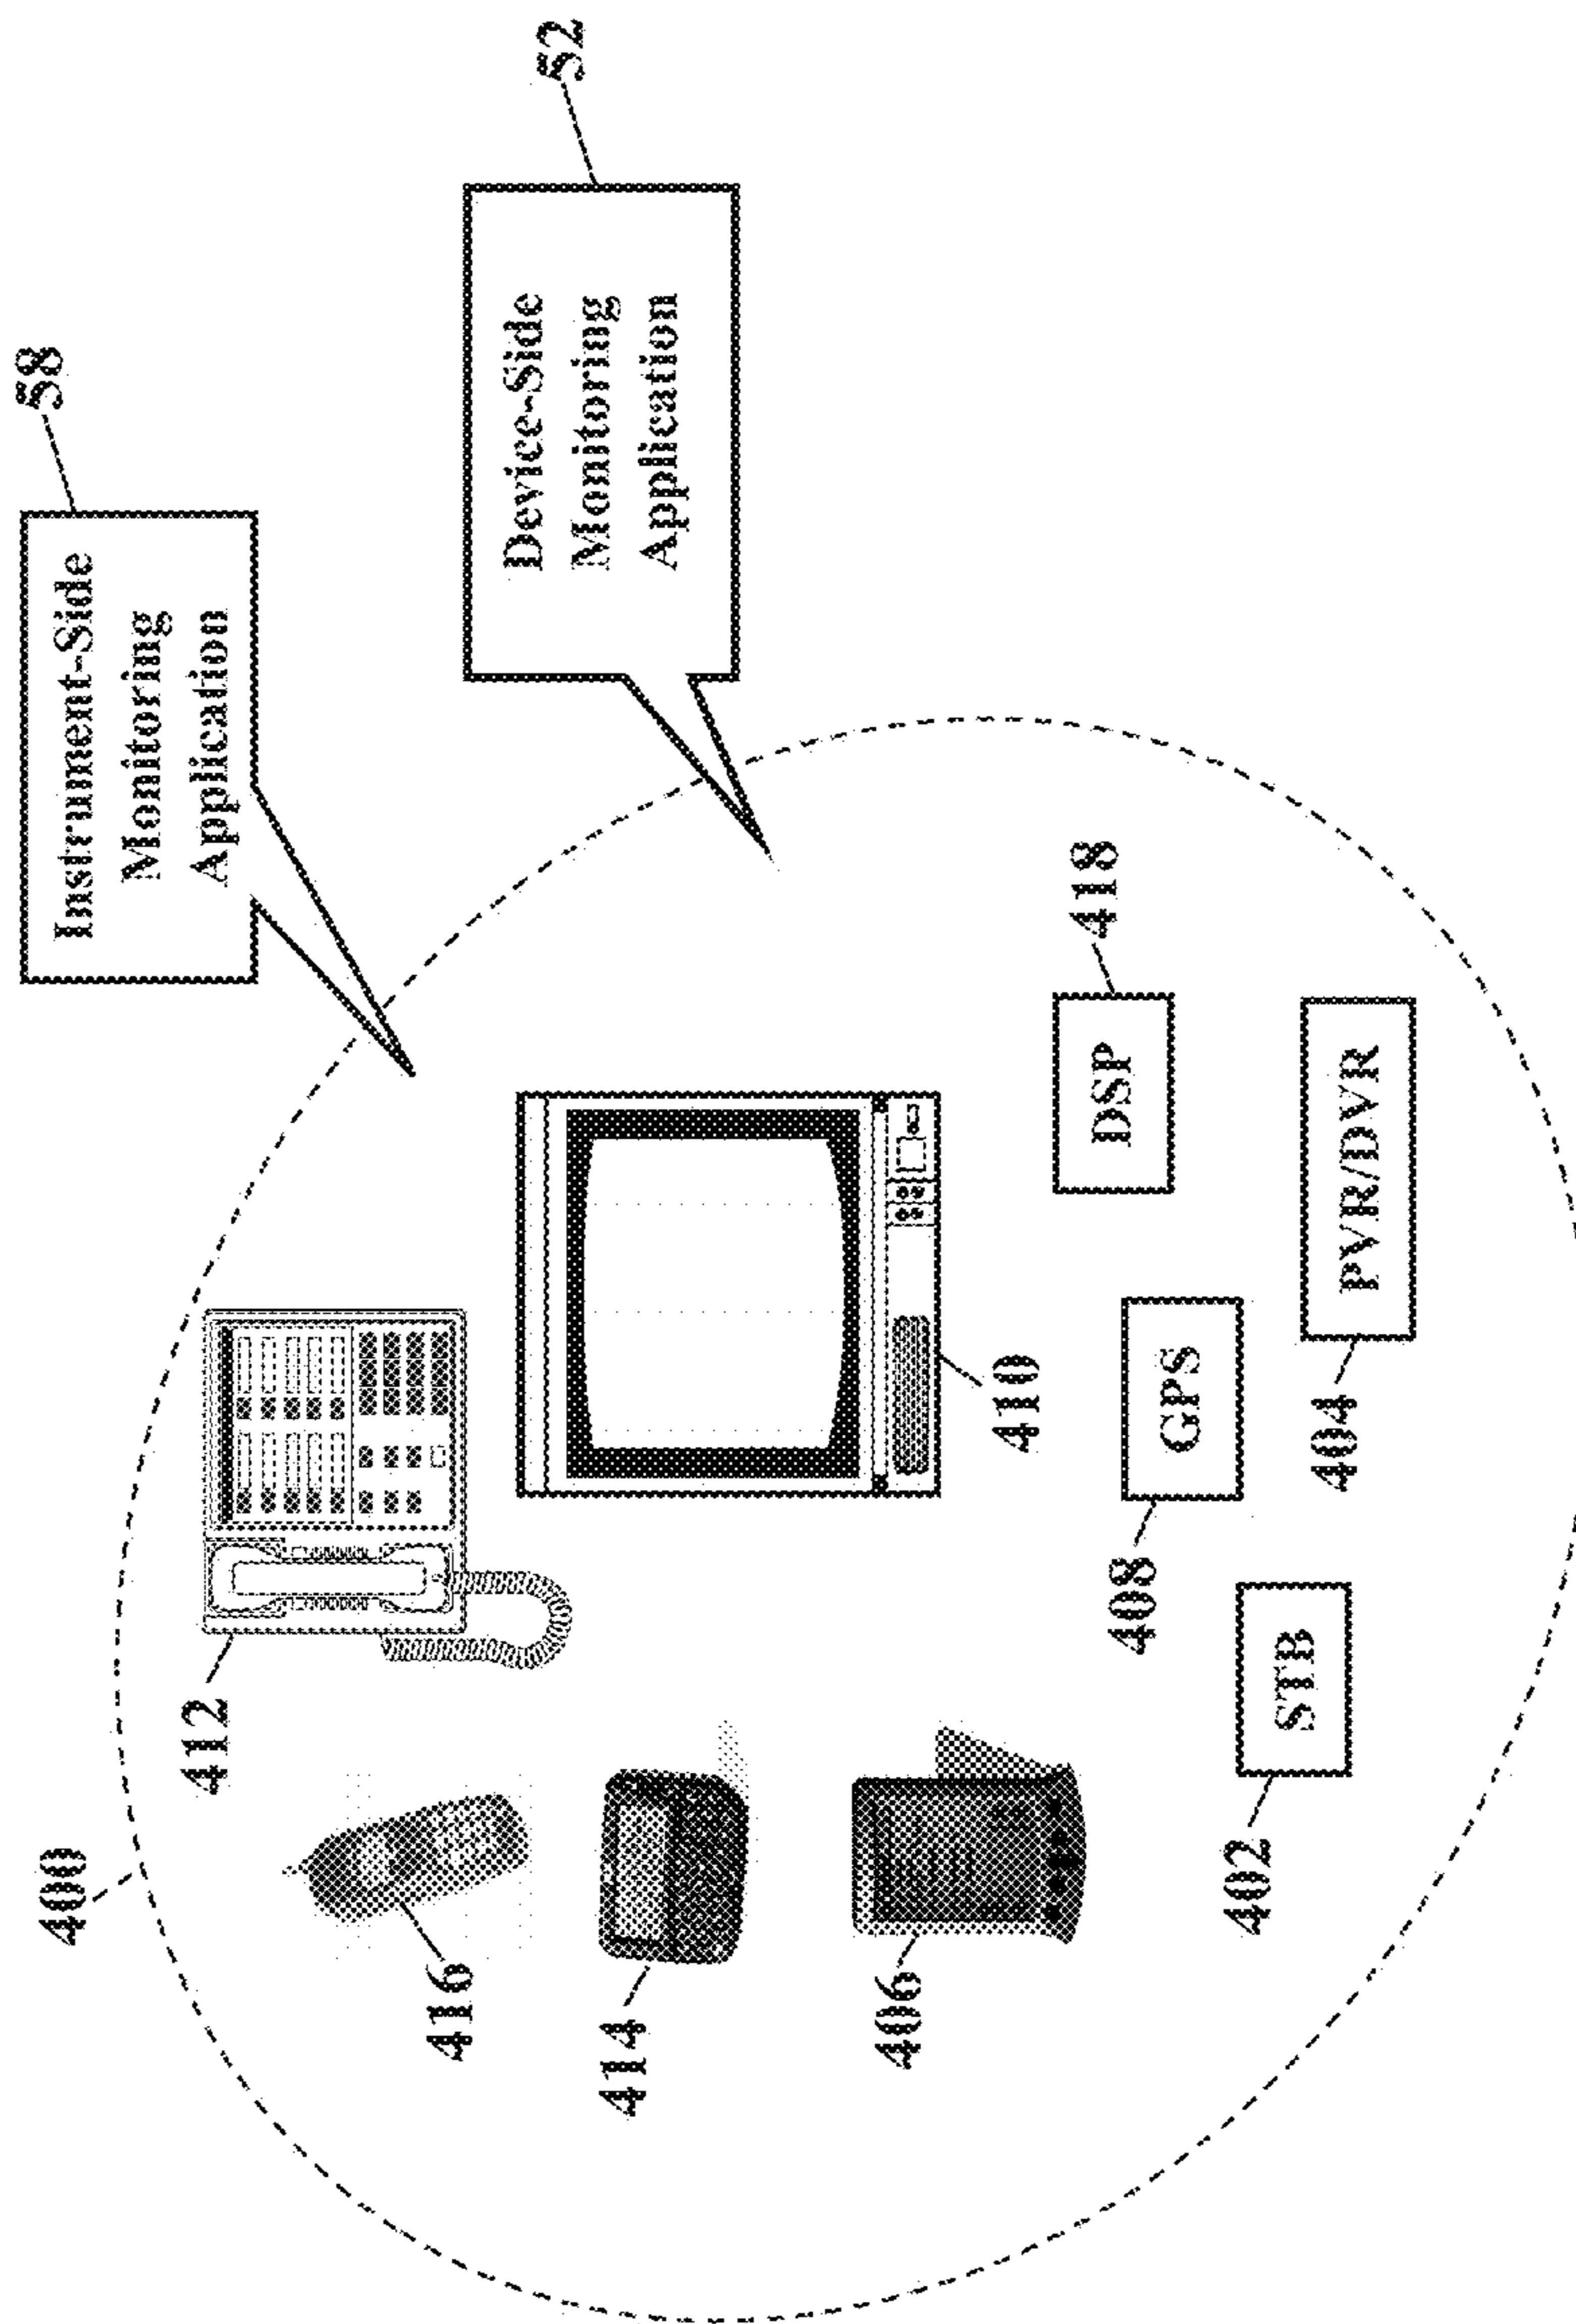 58
Instrument-Side
Monitoring
Application
52
Device-Side
Monitoring
Application
400
412
416
414
410
406
418
DSP
408
GPS
402
STB
404
PVR/DVR